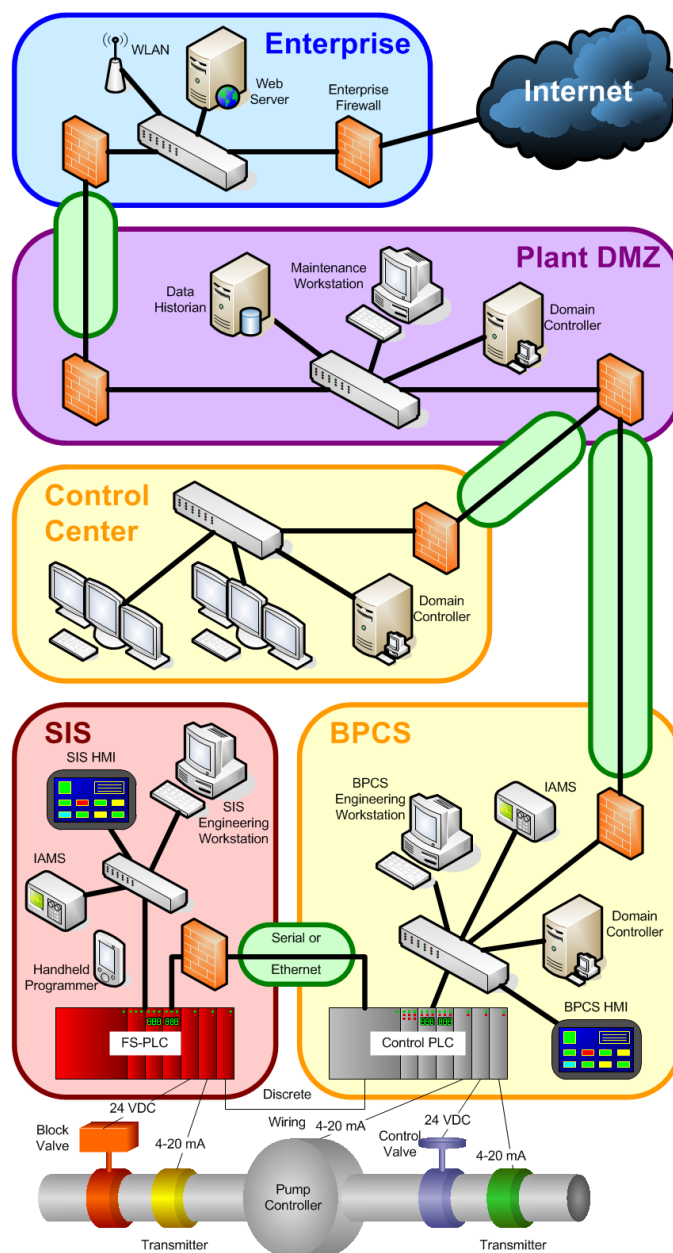 Enterprise
WLAN
Web
Server
Enterprise
Firewall
Internet
Plant DMZ
Data
Historian
Maintenance
Workstation
Domain
Controller
Control
Center
Domain
Controller
SIS
SIS HMI
SIS
Engineering
Workstation
IAMS
Handheld
Programmer
FS-PLC
Serial or
Ethernet
BPCS
BPCS
Engineering
Workstation
IAMS
Domain
Controller
BPCS HMI
Control PLC
Discrete
Wiring
24 VDC
Block
Valve
4-20 mA
4-20 mA
Control
Valve
24 VDC
4-20 mA
Pump
Controller
Transmitter
Transmitter